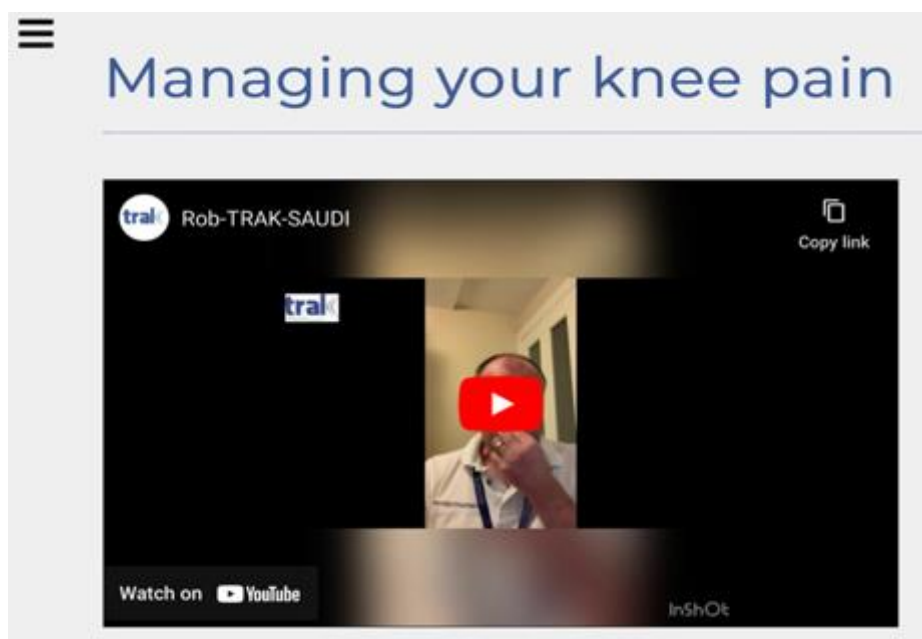 Managing your knee pain
trak
Rob-TRAK-SAUDI
Copy link
trak
Watch on YouTube
InShOt